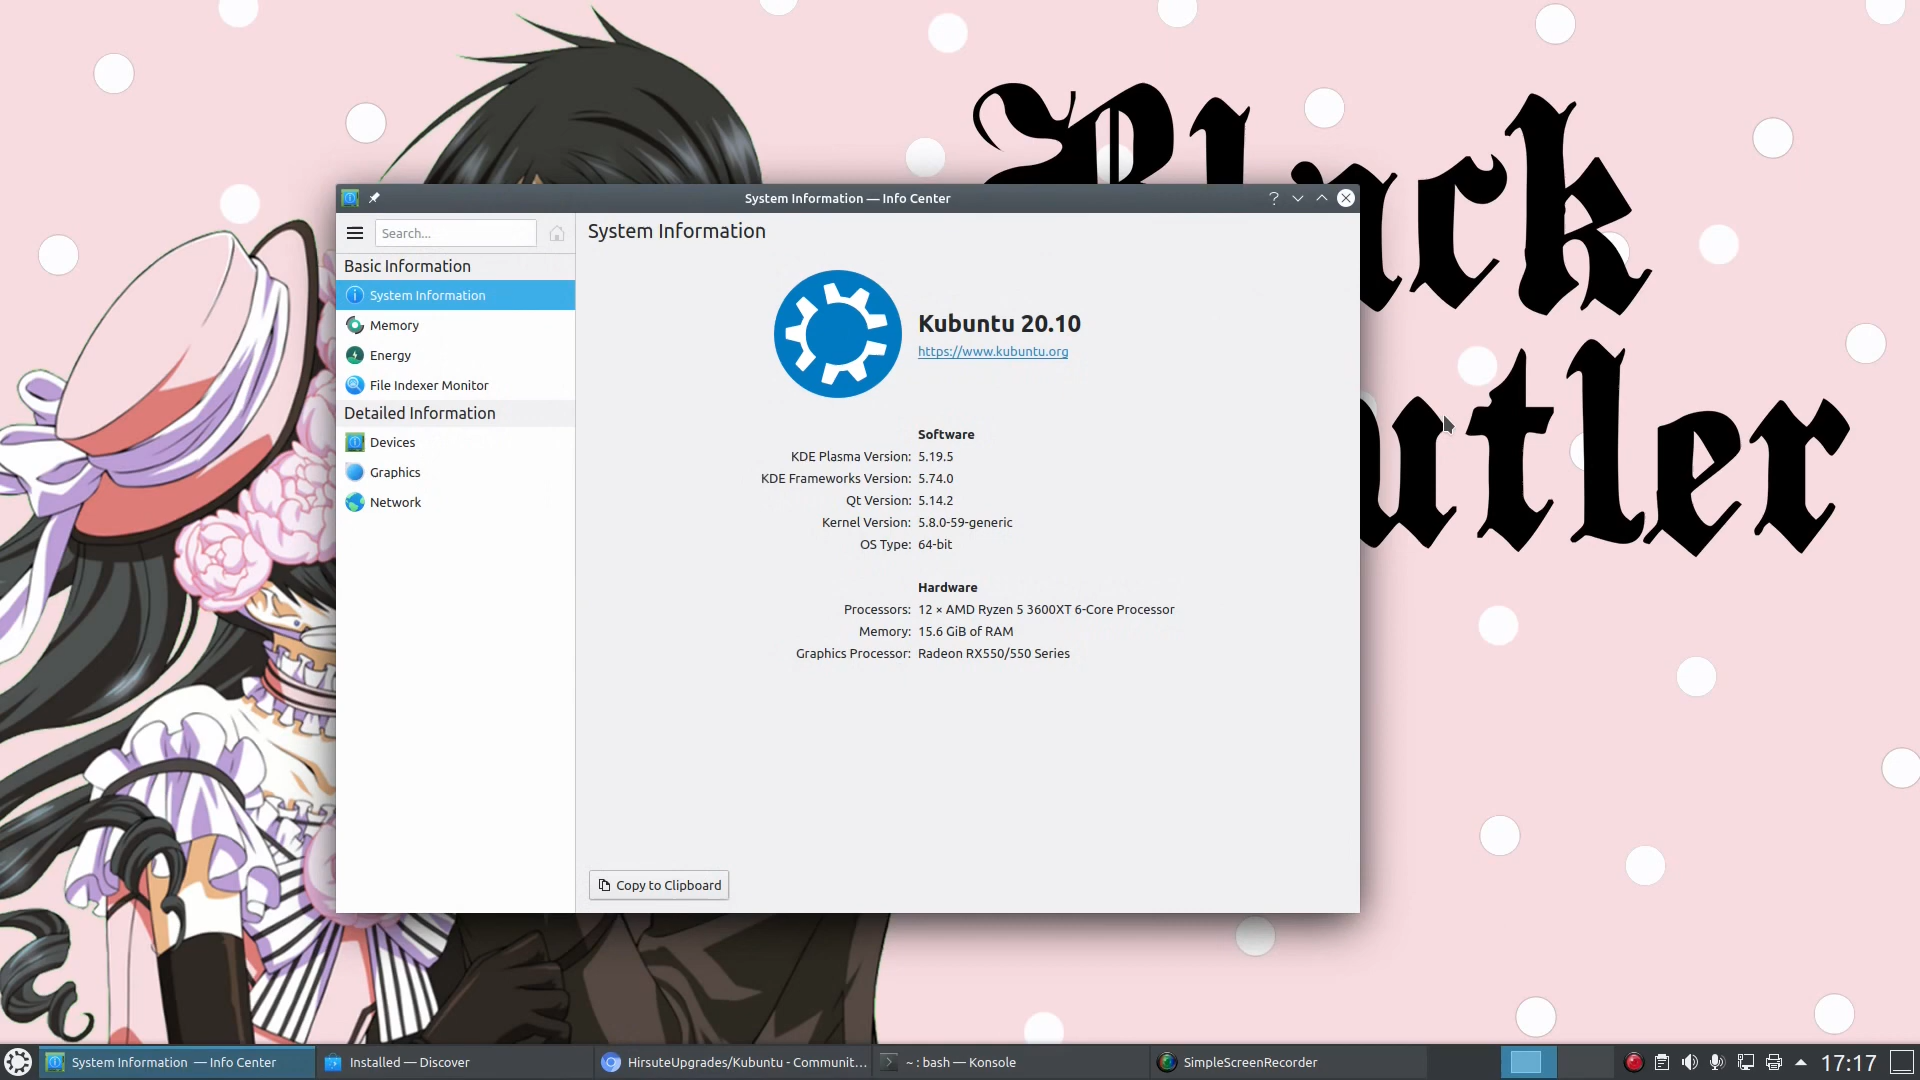 Black
Butler
System Information — Info Center
Search...
System Information
Basic Information
System Information
Memory
Energy
File Indexer Monitor
Detailed Information
Devices
Graphics
Network
Kubuntu 20.10
https://www.kubuntu.org
Software
KDE Plasma Version: 5.19.5
KDE Frameworks Version: 5.74.0
Qt Version: 5.14.2
Kernel Version: 5.8.0-59-generic
OS Type: 64-bit
Hardware
Processors: 12 × AMD Ryzen 5 3600XT 6-Core Processor
Memory: 15.6 GiB of RAM
Graphics Processor: Radeon RX550/550 Series
Copy to Clipboard
System Information — Info Center
Installed — Discover
HirsuteUpgrades/Kubuntu - Communit...
~ : bash — Konsole
SimpleScreenRecorder
17:17